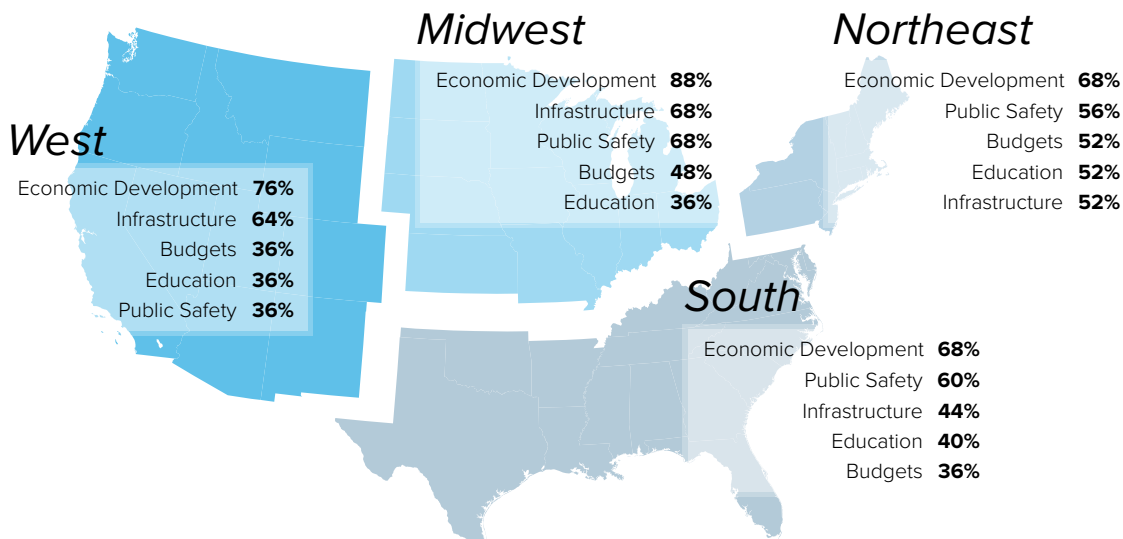 Midwest
Economic Development 88%
Infrastructure 68%
Public Safety 68%
Budgets 48%
Education 36%
Northeast
Economic Development 68%
Public Safety 56%
Budgets 52%
Education 52%
Infrastructure 52%
West
Economic Development 76%
Infrastructure 64%
Budgets 36%
Education 36%
Public Safety 36%
South
Economic Development 68%
Public Safety 60%
Infrastructure 44%
Education 40%
Budgets 36%